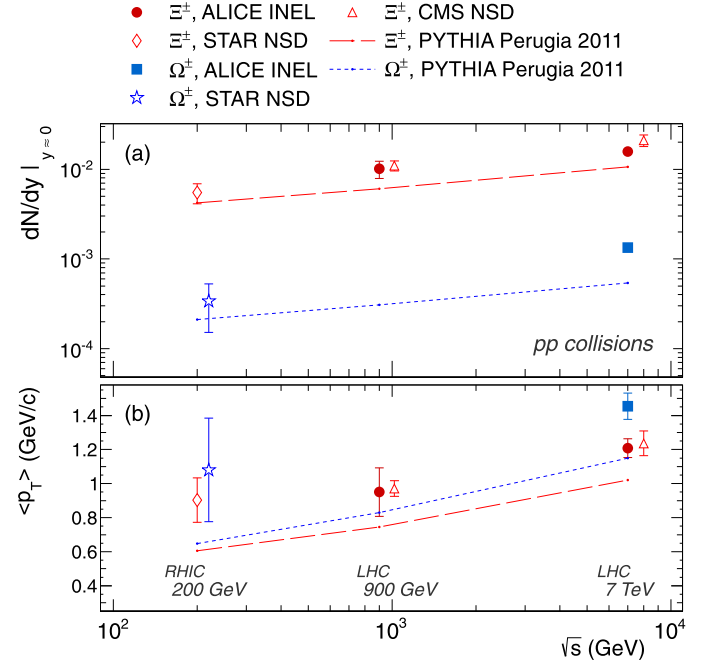 Ξ±, ALICE INEL
Ξ±, CMS NSD
Ξ±, STAR NSD
Ξ±, PYTHIA Perugia 2011
Ω±, ALICE INEL
Ω±, PYTHIA Perugia 2011
Ω±, STAR NSD
dN/dy | y ≈ 0
(a)
10⁻²
10⁻³
10⁻⁴
pp collisions
<pT> (GeV/c)
(b)
1.4
1.2
1
0.8
0.6
0.4
RHIC
200 GeV
LHC
900 GeV
LHC
7 TeV
10²
10³
10⁴
√s (GeV)